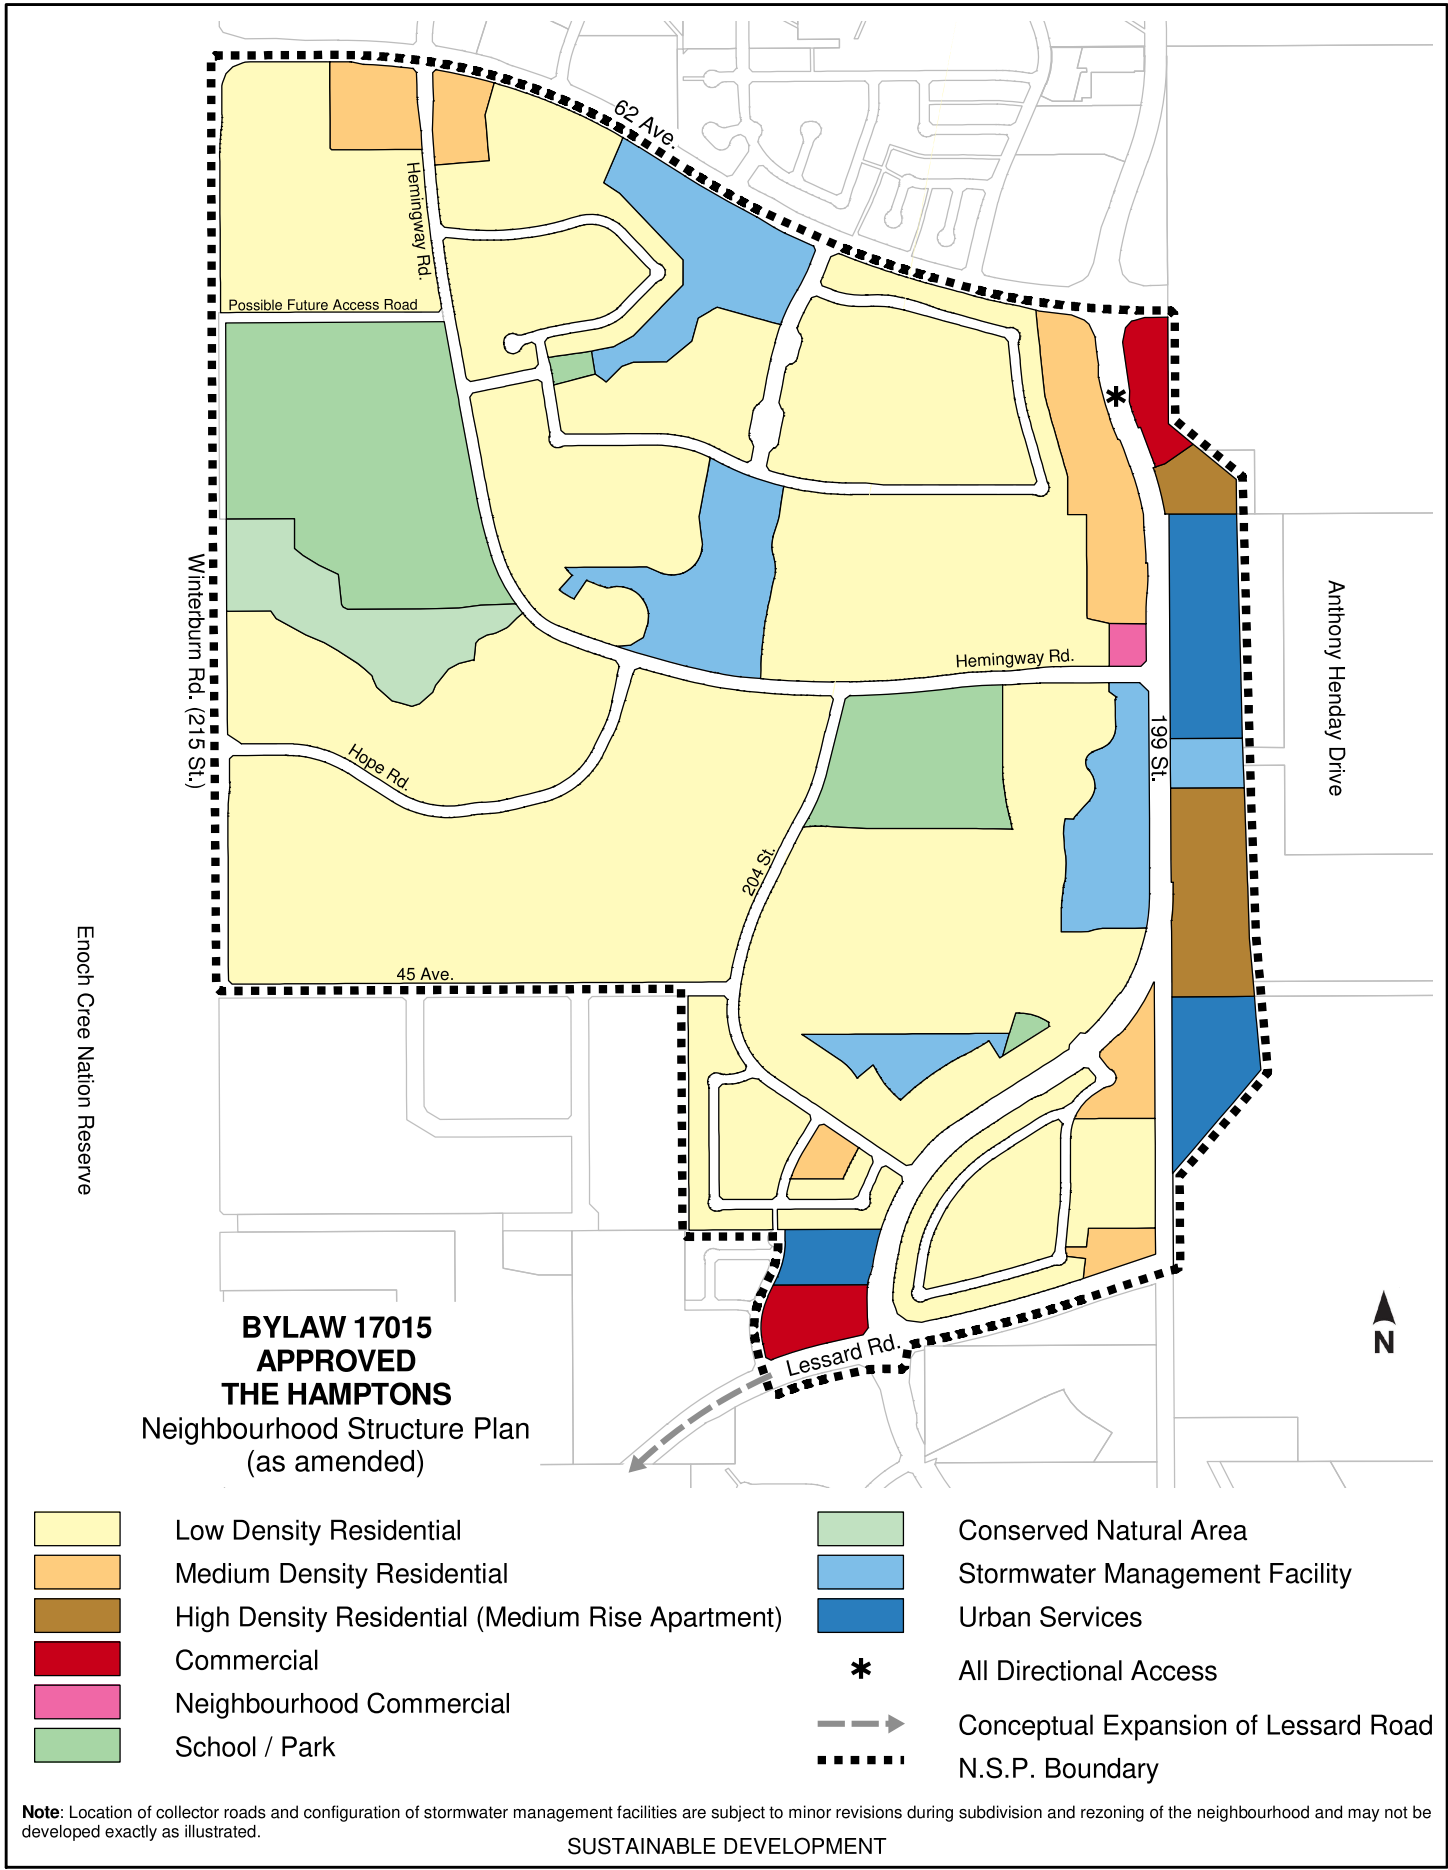 62 Ave.
Hemingway Rd.
Possible Future Access Road
Winterburn Rd. (215 St.)
Anthony Henday Drive
Hemingway Rd.
199 St.
Hope Rd.
204 St.
45 Ave.
Enoch Cree Nation Reserve
Lessard Rd.
N
BYLAW 17015
APPROVED
THE HAMPTONS
Neighbourhood Structure Plan
(as amended)
Low Density Residential
Medium Density Residential
High Density Residential (Medium Rise Apartment)
Commercial
Neighbourhood Commercial
School / Park
Conserved Natural Area
Stormwater Management Facility
Urban Services
All Directional Access
Conceptual Expansion of Lessard Road
N.S.P. Boundary
Note: Location of collector roads and configuration of stormwater management facilities are subject to minor revisions during subdivision and rezoning of the neighbourhood and may not be
developed exactly as illustrated.
SUSTAINABLE DEVELOPMENT